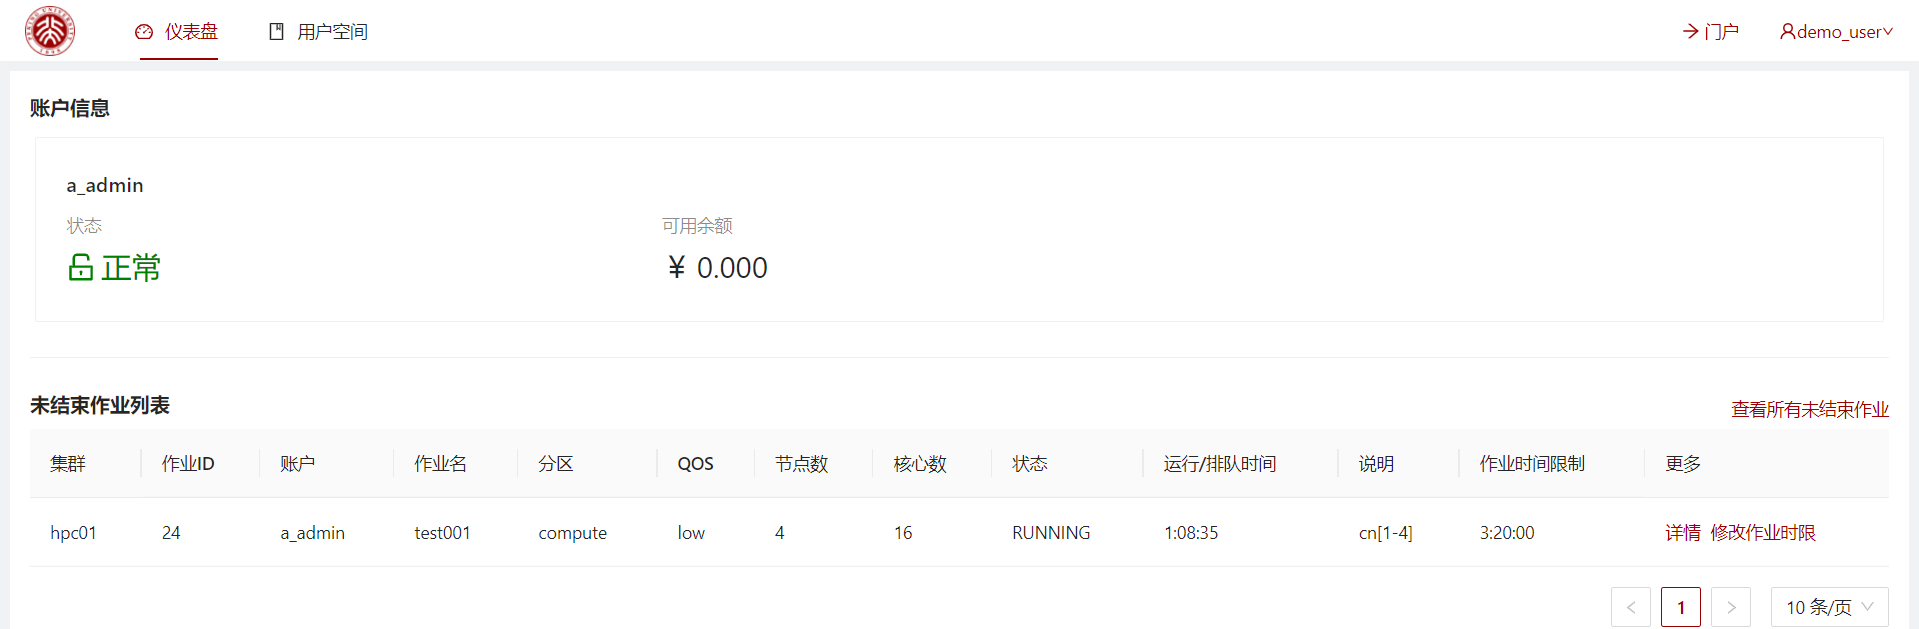 仪表盘 用户空间 门户 demo_user
账户信息
a_admin
状态 可用余额
正常 ¥ 0.000
未结束作业列表 查看所有未结束作业
集群 作业ID 账户 作业名 分区 QOS 节点数 核心数 状态 运行/排队时间 说明 作业时间限制 更多
hpc01 24 a_admin test001 compute low 4 16 RUNNING 1:08:35 cn[1-4] 3:20:00 详情 修改作业时限
< 1 > 10 条/页